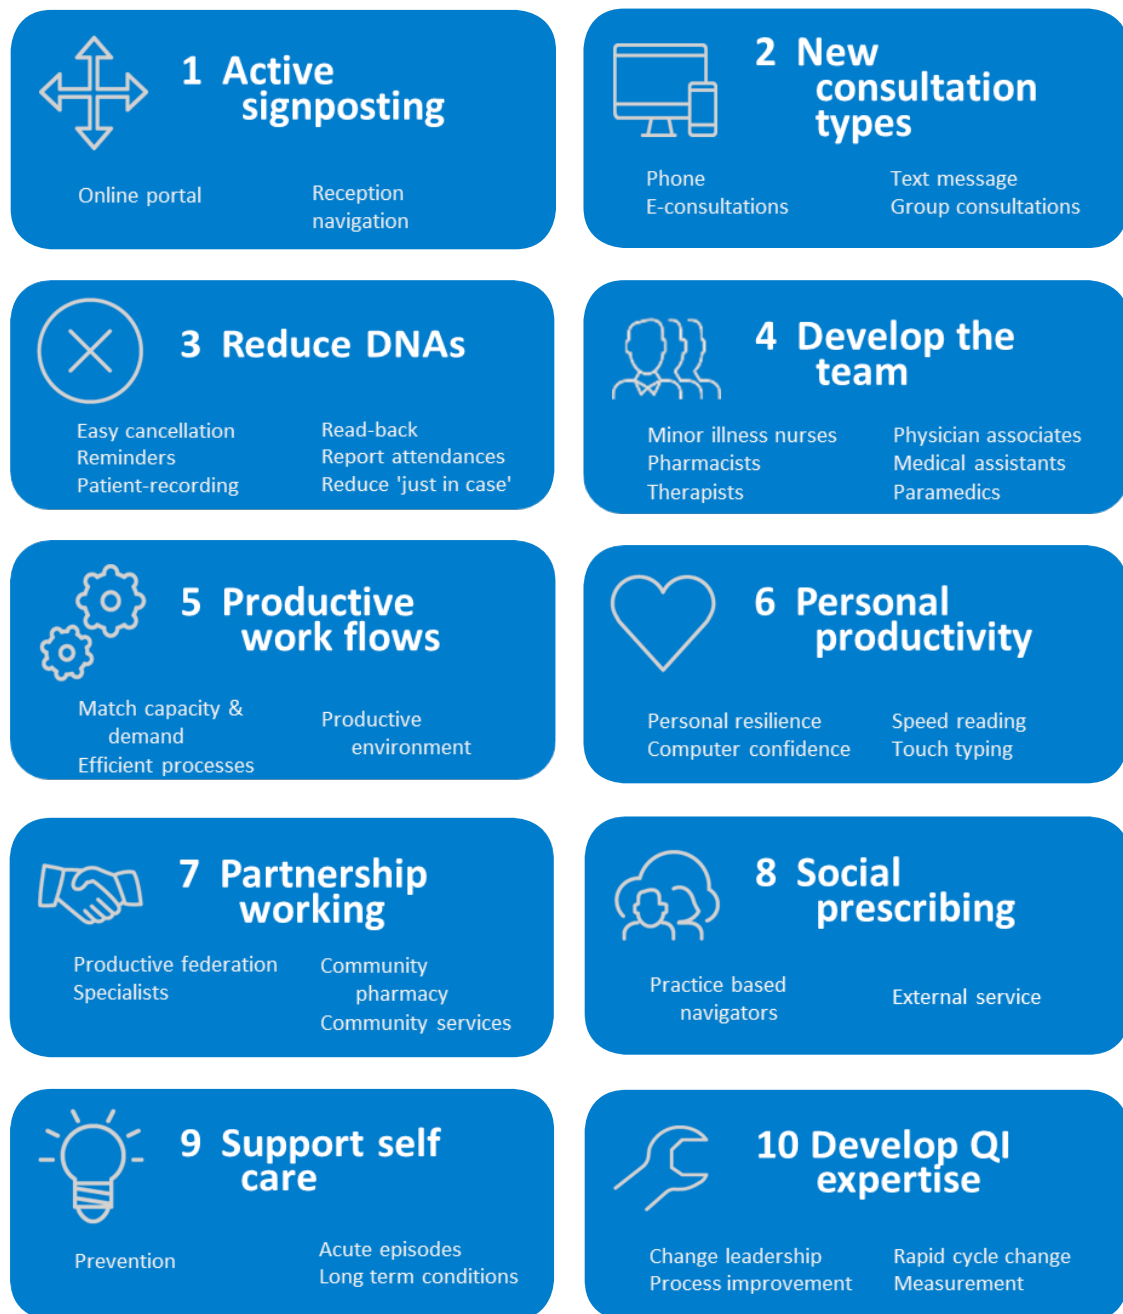 1 Active
signposting
Online portal
Reception
navigation
2 New
consultation
types
Phone
E-consultations
Text message
Group consultations
3 Reduce DNAs
Easy cancellation
Reminders
Patient-recording
Read-back
Report attendances
Reduce 'just in case'
4 Develop the
team
Minor illness nurses
Pharmacists
Therapists
Physician associates
Medical assistants
Paramedics
5 Productive
work flows
Match capacity &
demand
Efficient processes
Productive
environment
6 Personal
productivity
Personal resilience
Computer confidence
Speed reading
Touch typing
7 Partnership
working
Productive federation
Specialists
Community
pharmacy
Community services
8 Social
prescribing
Practice based
navigators
External service
9 Support self
care
Prevention
Acute episodes
Long term conditions
10 Develop QI
expertise
Change leadership
Process improvement
Rapid cycle change
Measurement